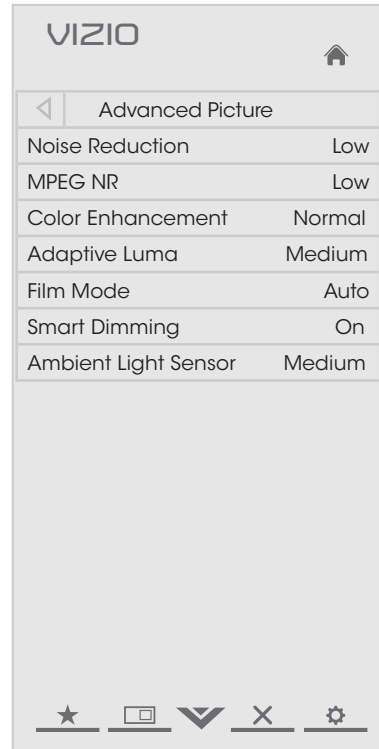 VIZIO
Advanced Picture
Noise Reduction Low
MPEG NR Low
Color Enhancement Normal
Adaptive Luma Medium
Film Mode Auto
Smart Dimming On
Ambient Light Sensor Medium